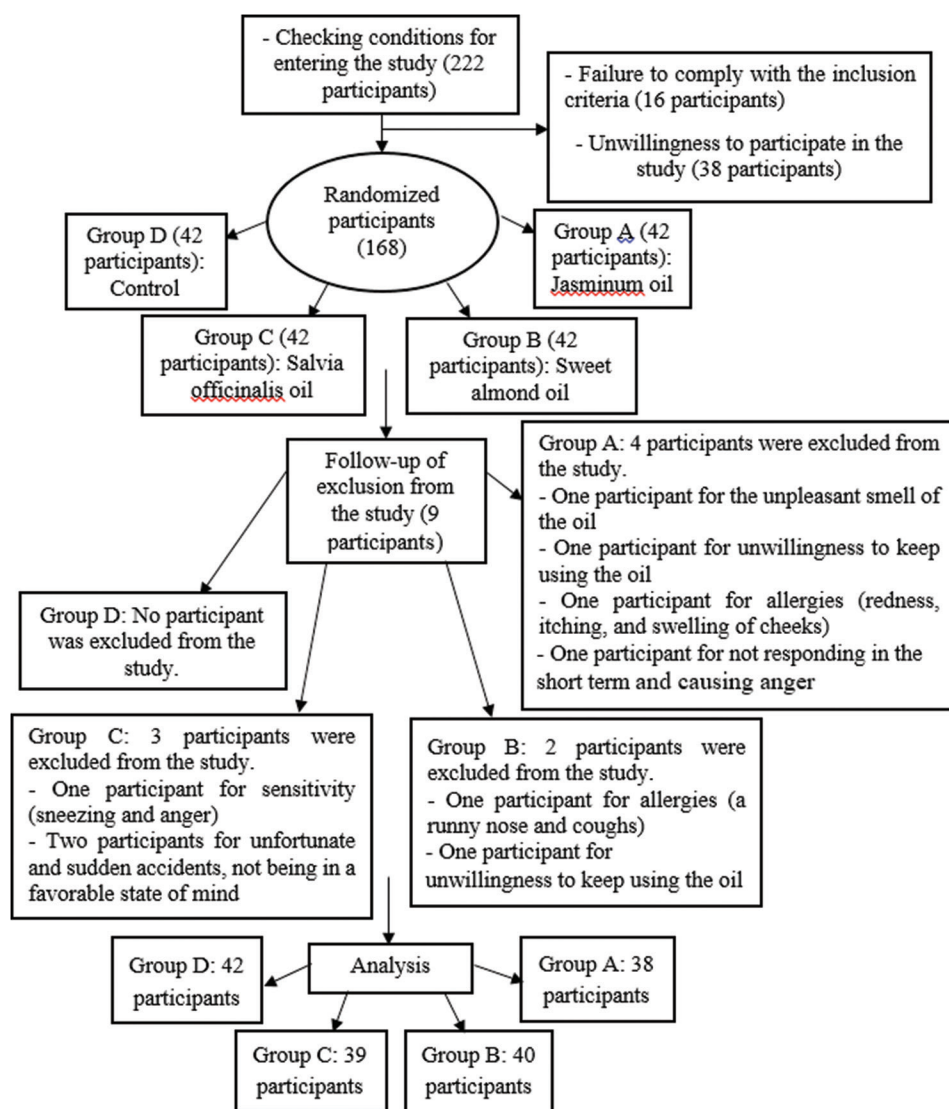 - Checking conditions for
entering the study (222
participants)
- Failure to comply with the inclusion
criteria (16 participants)
- Unwillingness to participate in the
study (38 participants)
Randomized
participants
(168)
Group D (42
participants):
Control
Group A (42
participants):
Jasminum oil
Group C (42
participants): Salvia
officinalis oil
Group B (42
participants): Sweet
almond oil
Follow-up of
exclusion from
the study (9
participants)
Group A: 4 participants were excluded from
the study.
- One participant for the unpleasant smell of
the oil
- One participant for unwillingness to keep
using the oil
- One participant for allergies (redness,
itching, and swelling of cheeks)
- One participant for not responding in the
short term and causing anger
Group D: No participant
was excluded from the
study.
Group C: 3 participants were
excluded from the study.
- One participant for sensitivity
(sneezing and anger)
- Two participants for unfortunate
and sudden accidents, not being in a
favorable state of mind
Group B: 2 participants were
excluded from the study.
- One participant for allergies (a
runny nose and coughs)
- One participant for
unwillingness to keep using the oil
Analysis
Group D: 42
participants
Group A: 38
participants
Group C: 39
participants
Group B: 40
participants